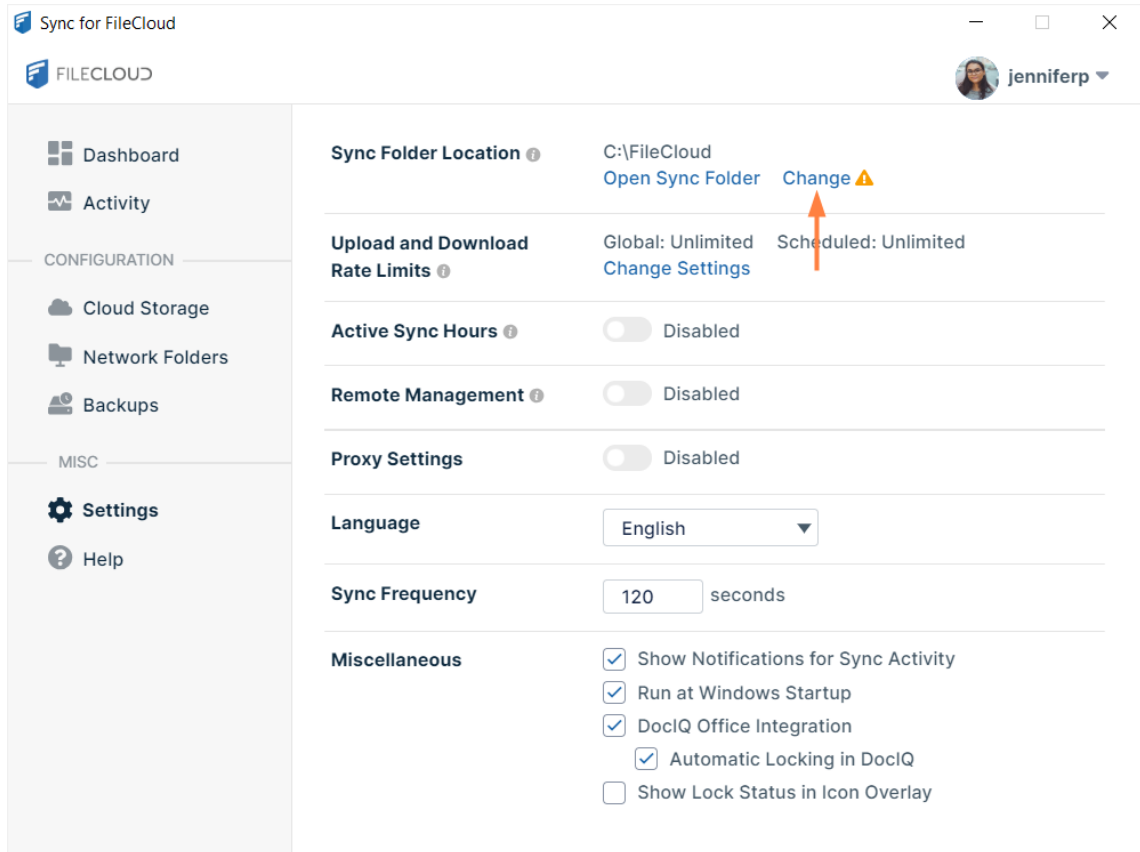 Sync for FileCloud
FILECLOUD
jenniferp
Dashboard
Activity
CONFIGURATION
Cloud Storage
Network Folders
Backups
MISC
Settings
Help
Sync Folder Location
C:\FileCloud
Open Sync Folder Change
Upload and Download
Rate Limits
Global: Unlimited Scheduled: Unlimited
Change Settings
Active Sync Hours
Disabled
Remote Management
Disabled
Proxy Settings
Disabled
Language
English
Sync Frequency
120 seconds
Miscellaneous
Show Notifications for Sync Activity
Run at Windows Startup
DocIQ Office Integration
Automatic Locking in DocIQ
Show Lock Status in Icon Overlay